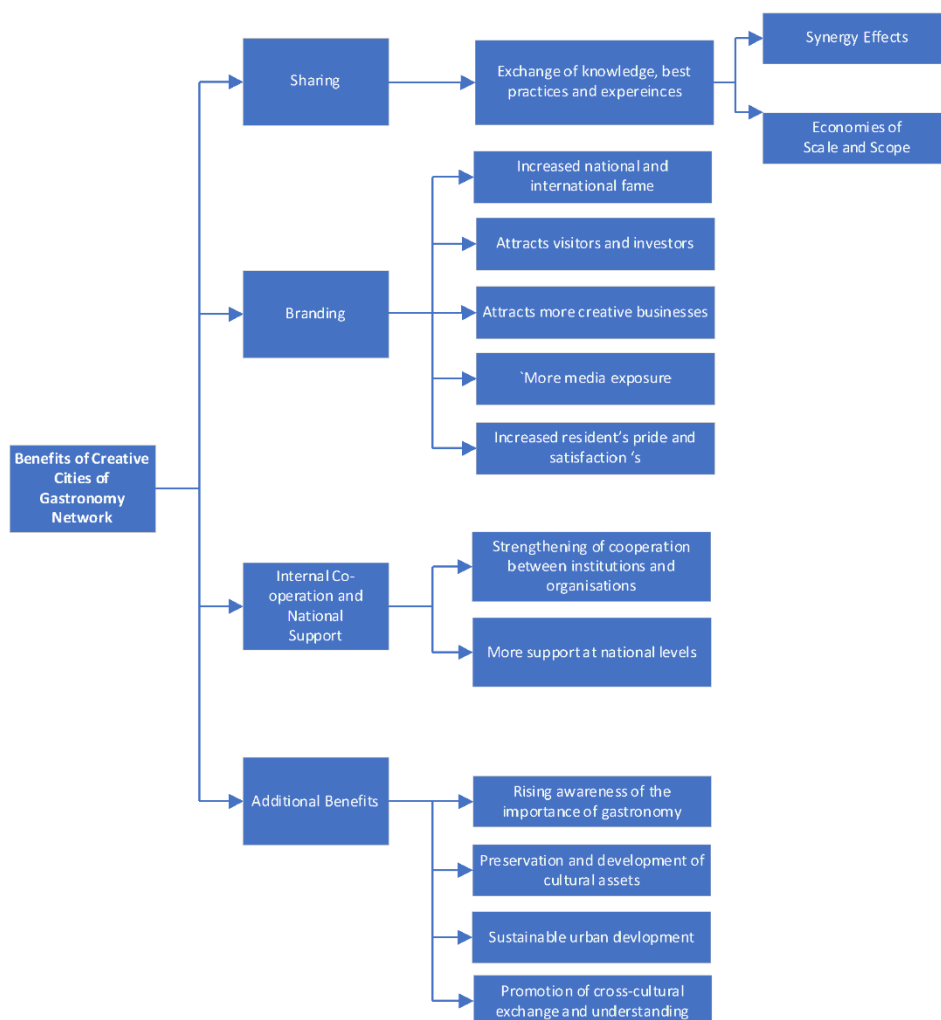 Synergy Effects
Sharing
Exchange of knowledge, best
practices and expereinces
Economies of
Scale and Scope
Increased national and
international fame
Attracts visitors and investors
Branding
Attracts more creative businesses
`More media exposure
Increased resident’s pride and
satisfaction ‘s
Benefits of Creative
Cities of
Gastronomy
Network
Strengthening of cooperation
between institutions and
organisations
Internal Co-
operation and
National
Support
More support at national levels
Additional Benefits
Rising awareness of the
importance of gastronomy
Preservation and development of
cultural assets
Sustainable urban devlopment
Promotion of cross-cultural
exchange and understanding